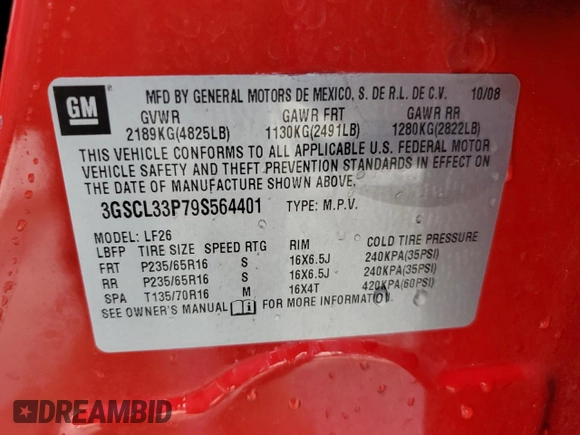 GM
MFD BY GENERAL MOTORS DE MEXICO, S. DE R.L. DE C.V. 10/08
GVWR GAWR FRT GAWR RR
2189KG(4825LB) 1130KG(2491LB) 1280KG(2822LB)
THIS VEHICLE CONFORMS TO ALL APPLICABLE U.S. FEDERAL MOTOR
VEHICLE SAFETY AND THEFT PREVENTION STANDARDS IN EFFECT ON
THE DATE OF MANUFACTURE SHOWN ABOVE.
3GSCL33P79S564401 TYPE: M.P.V.
MODEL: LF26
LBFP TIRE SIZE SPEED RTG RIM COLD TIRE PRESSURE
FRT P235/65R16 S 16X6.5J 240KPA(35PSI)
RR P235/65R16 S 16X6.5J 240KPA(35PSI)
SPA T135/70R16 M 16X4T 420KPA(60PSI)
SEE OWNER'S MANUAL FOR MORE INFORMATION.
DREAMBID